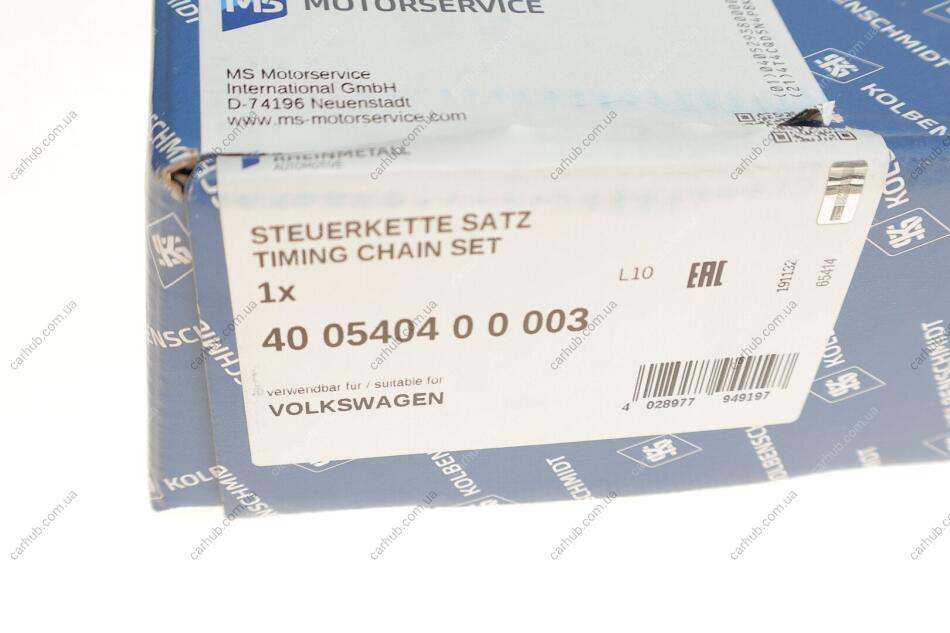 MS
MOTORSERVICE
MS Motorservice
International GmbH
D-74196 Neuenstadt
www.ms-motorservice.com
RHEINMETALL
AUTOMOTIVE
STEUERKETTE SATZ
TIMING CHAIN SET
1x
L10
EAC
191132
65414
40 05404 0 0 003
verwendbar für / suitable for
VOLKSWAGEN
4 028977 949197
KOLBENSCHMIDT
carhub.com.ua